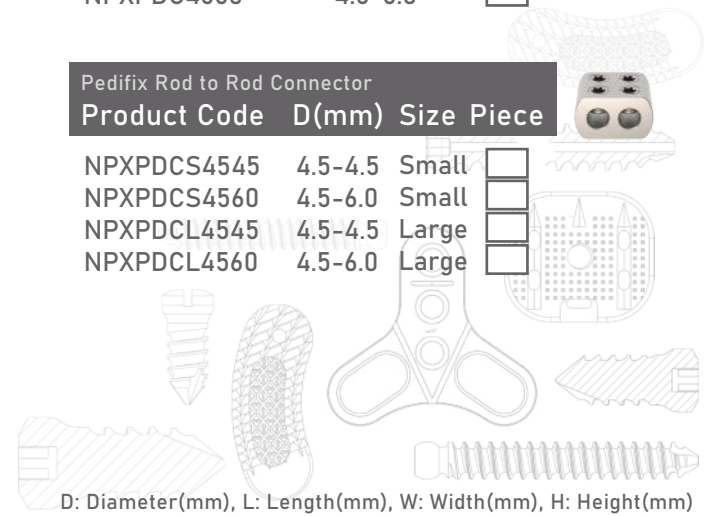 Pedifix Rod to Rod Connector
Product Code D(mm) Size Piece
NPXPDCS4545 4.5-4.5 Small
NPXPDCS4560 4.5-6.0 Small
NPXPDCL4545 4.5-4.5 Large
NPXPDCL4560 4.5-6.0 Large
D: Diameter(mm), L: Length(mm), W: Width(mm), H: Height(mm)